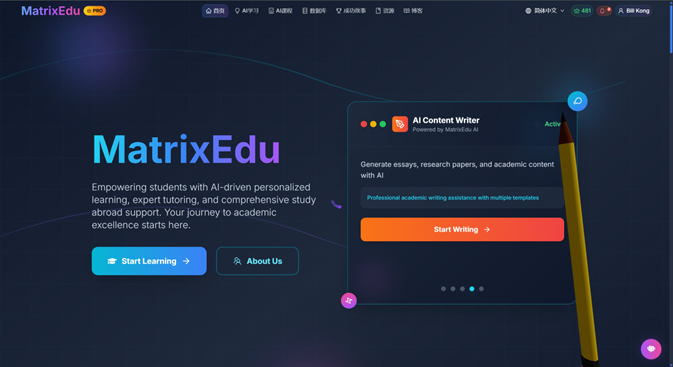 MatrixEdu PRO
首页 AI学习 AI课程 数据库 成功故事 资源 博客
简体中文 481 Bill Kong
AI Content Writer
Powered by MatrixEdu AI
Activ
MatrixEdu
Empowering students with AI-driven personalized
learning, expert tutoring, and comprehensive study
abroad support. Your journey to academic
excellence starts here.
Start Learning
About Us
Generate essays, research papers, and academic content
with AI
Professional academic writing assistance with multiple templates
Start Writing